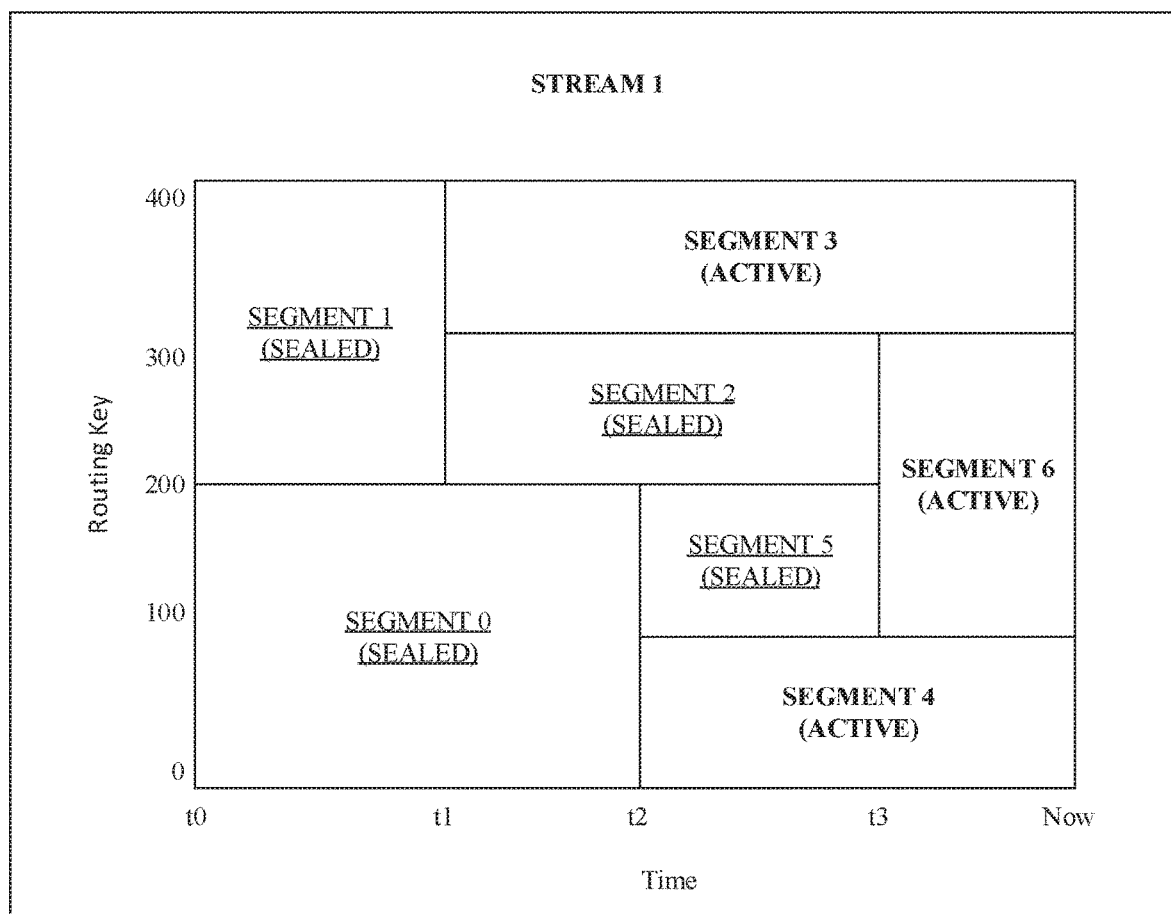 STREAM 1
400
SEGMENT 3
(ACTIVE)
SEGMENT 1
(SEALED)
300
SEGMENT 2
(SEALED)
Routing Key
SEGMENT 6
(ACTIVE)
200
SEGMENT 5
(SEALED)
100
SEGMENT 0
(SEALED)
SEGMENT 4
(ACTIVE)
0
t0 t1 t2 t3 Now
Time